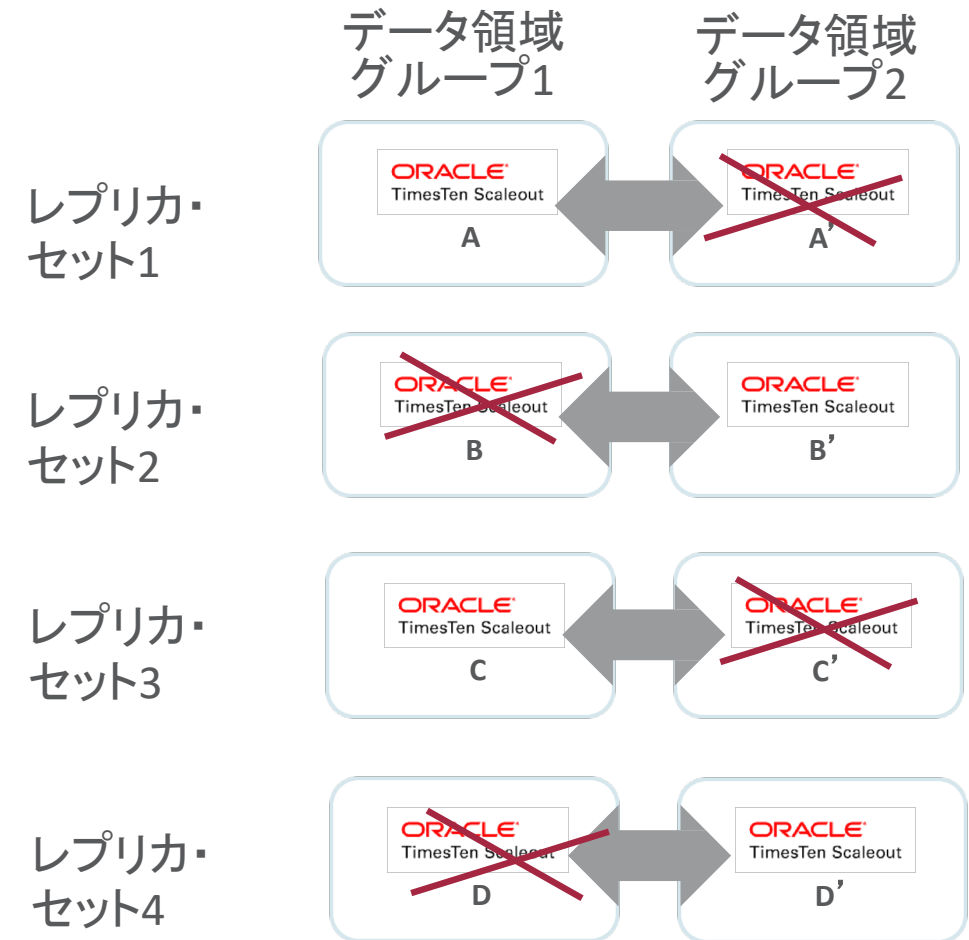 データ領域
グループ1
データ領域
グループ2
レプリカ・
セット1
ORACLE®
TimesTen Scaleout
A
ORACLE®
TimesTen Scaleout
A’
レプリカ・
セット2
ORACLE®
TimesTen Scaleout
B
ORACLE®
TimesTen Scaleout
B’
レプリカ・
セット3
ORACLE®
TimesTen Scaleout
C
ORACLE®
TimesTen Scaleout
C’
レプリカ・
セット4
ORACLE®
TimesTen Scaleout
D
ORACLE®
TimesTen Scaleout
D’